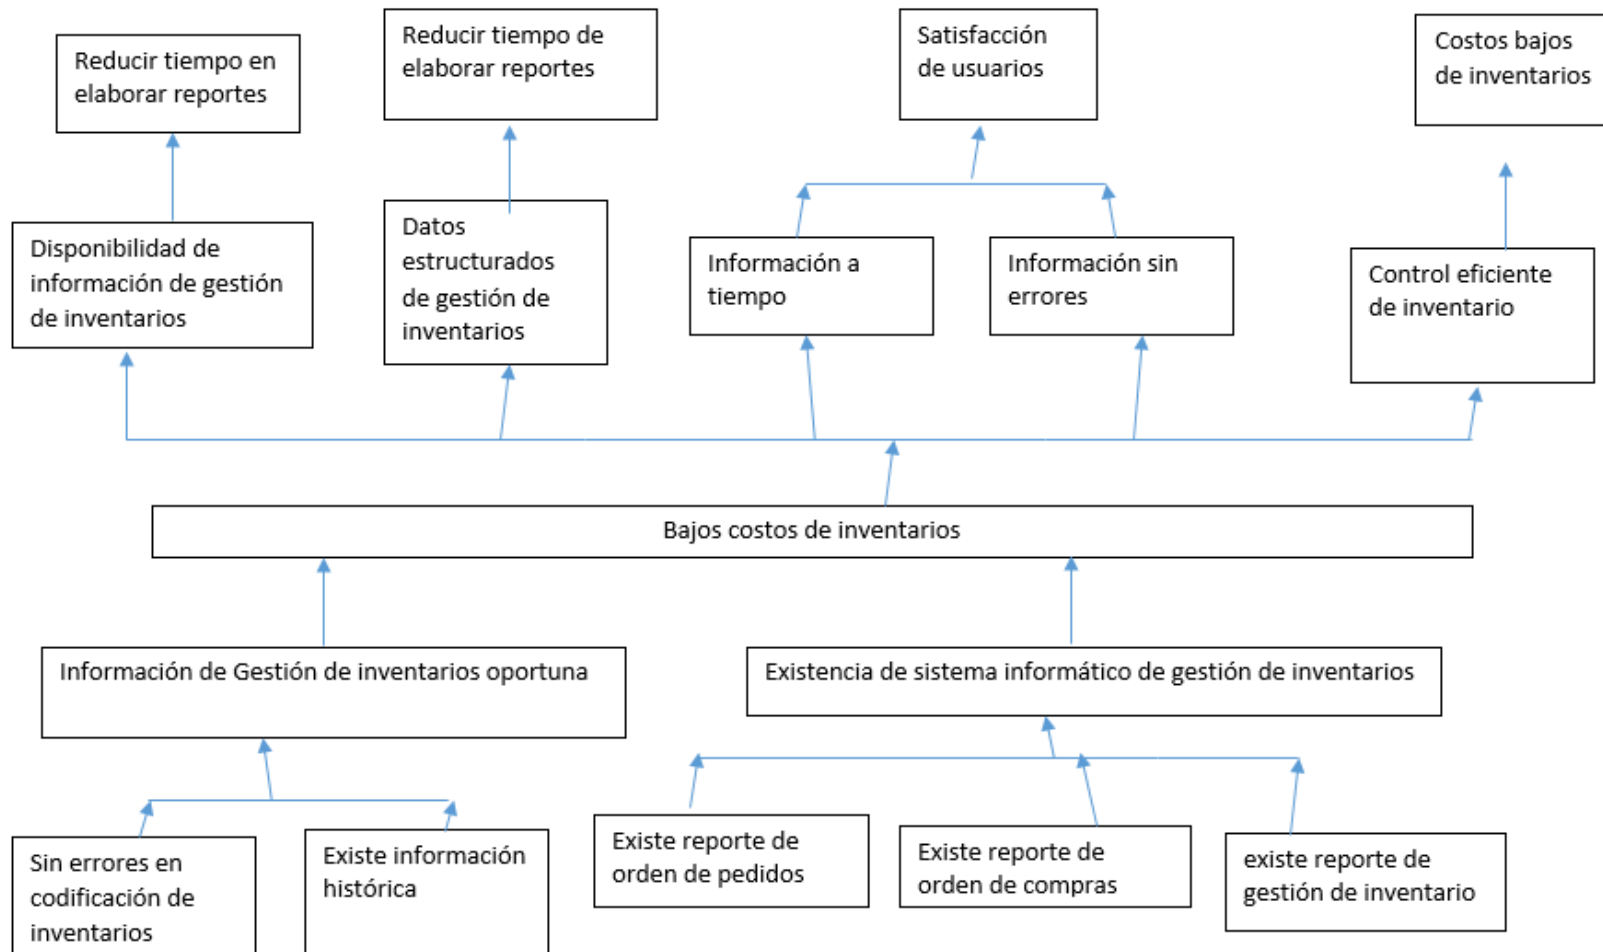 Reducir tiempo en
elaborar reportes
Reducir tiempo de
elaborar reportes
Satisfacción
de usuarios
Costos bajos
de inventarios
Disponibilidad de
información de gestión
de inventarios
Datos
estructurados
de gestión de
inventarios
Información a
tiempo
Información sin
errores
Control eficiente
de inventario
Bajos costos de inventarios
Información de Gestión de inventarios oportuna
Existencia de sistema informático de gestión de inventarios
Sin errores en
codificación de
inventarios
Existe información
histórica
Existe reporte de
orden de pedidos
Existe reporte de
orden de compras
existe reporte de
gestión de inventario